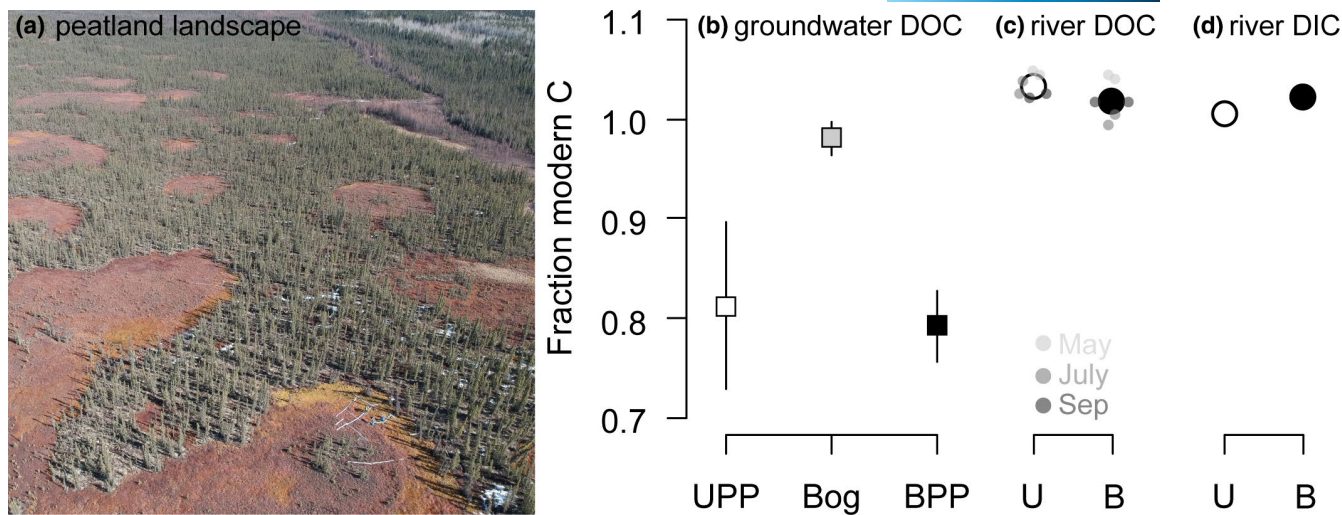 (a) peatland landscape
(b) groundwater DOC (c) river DOC (d) river DIC
Fraction modern C
1.1
1.0
0.9
0.8
0.7
May
July
Sep
UPP Bog BPP U B U B